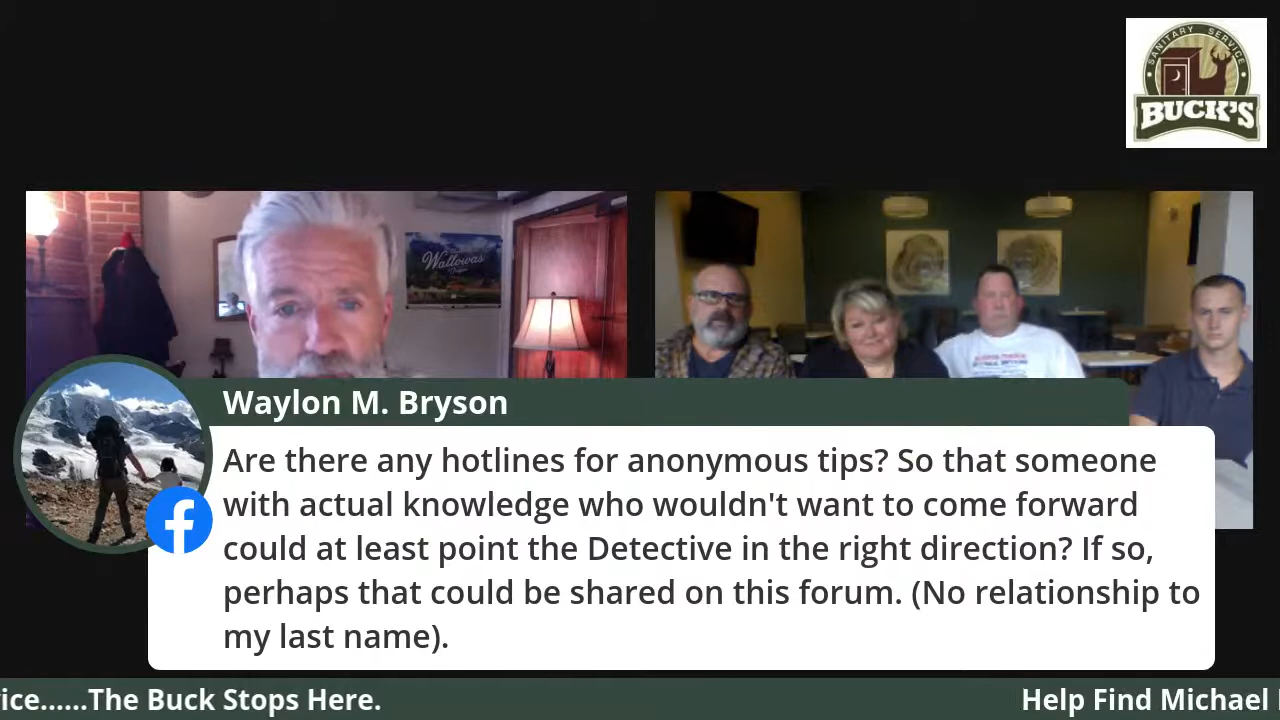 SANITARY SERVICE
BUCK'S
Wallowas
Waylon M. Bryson
Are there any hotlines for anonymous tips? So that someone
with actual knowledge who wouldn't want to come forward
could at least point the Detective in the right direction? If so,
perhaps that could be shared on this forum. (No relationship to
my last name).
ice......The Buck Stops Here.
Help Find Michael